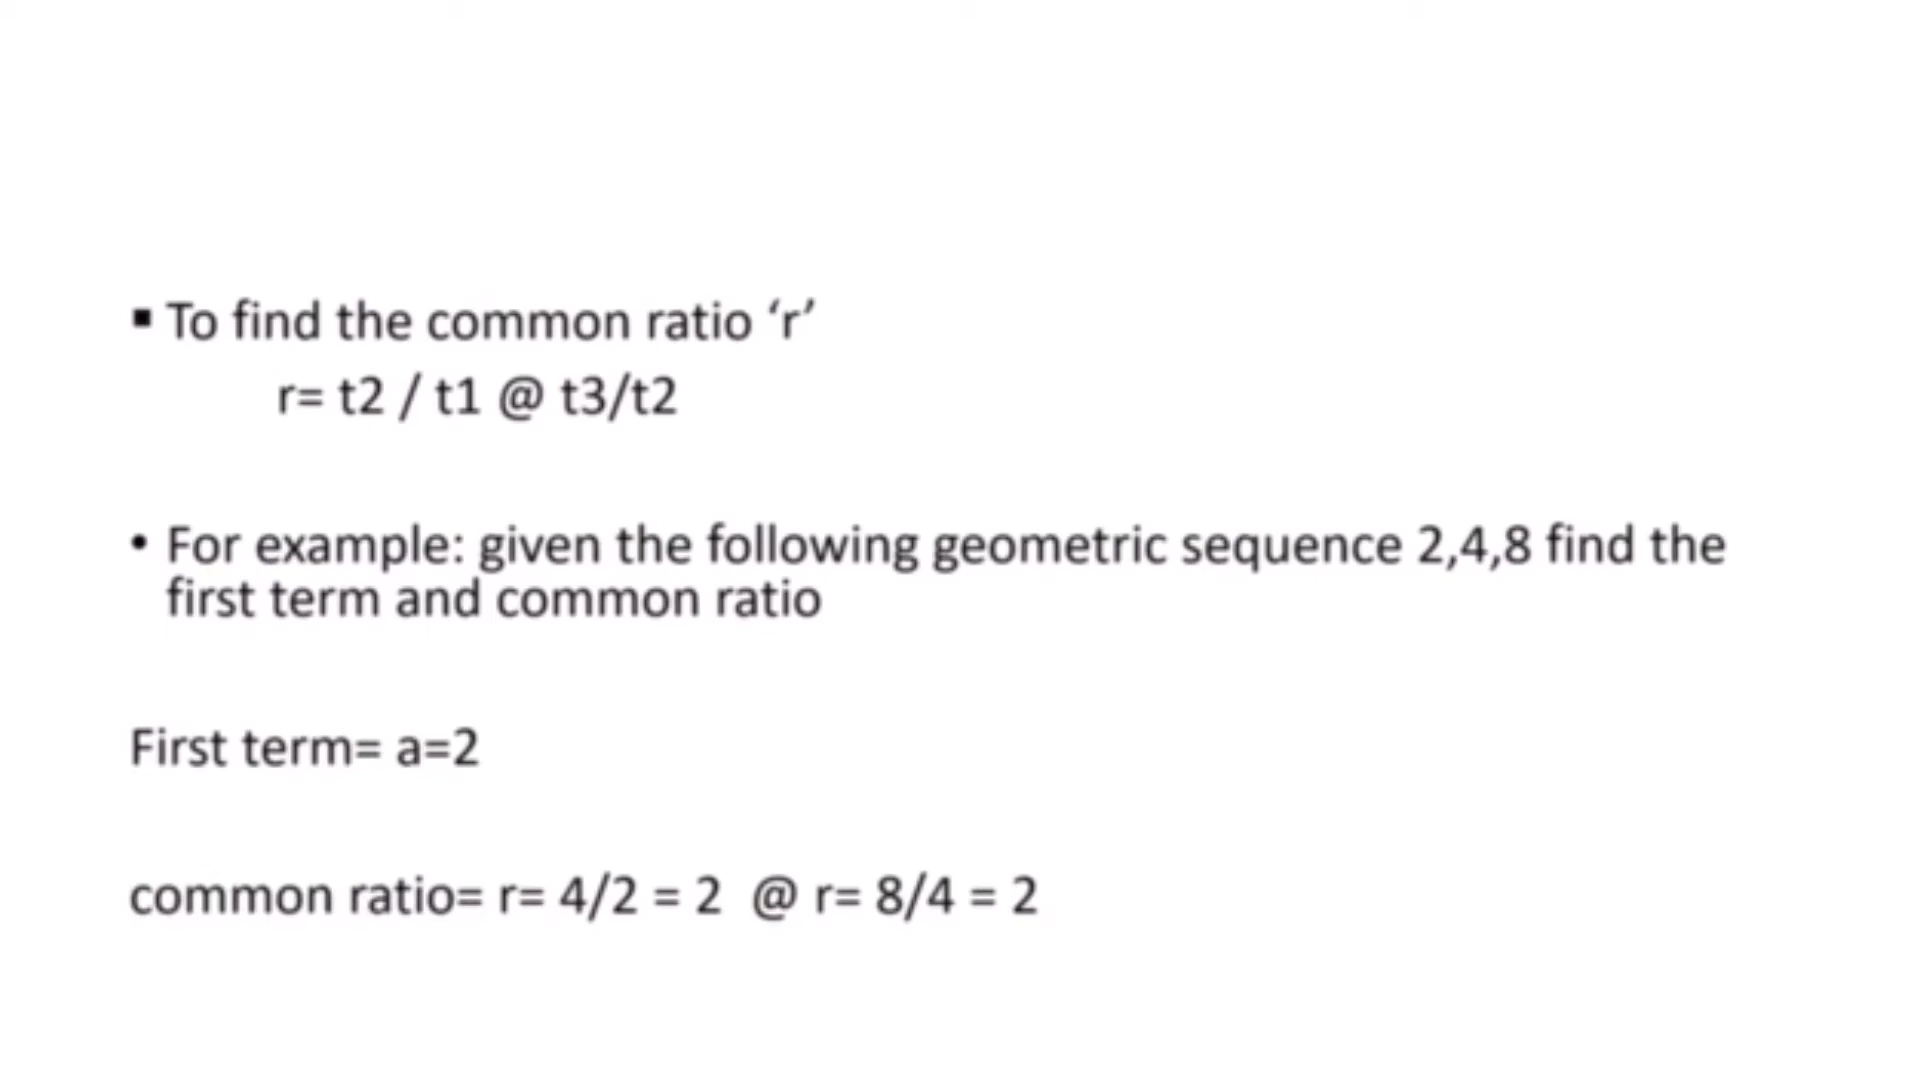 ▪ To find the common ratio ‘r’
r= t2 / t1 @ t3/t2
• For example: given the following geometric sequence 2,4,8 find the
first term and common ratio
First term= a=2
common ratio= r= 4/2 = 2 @ r= 8/4 = 2